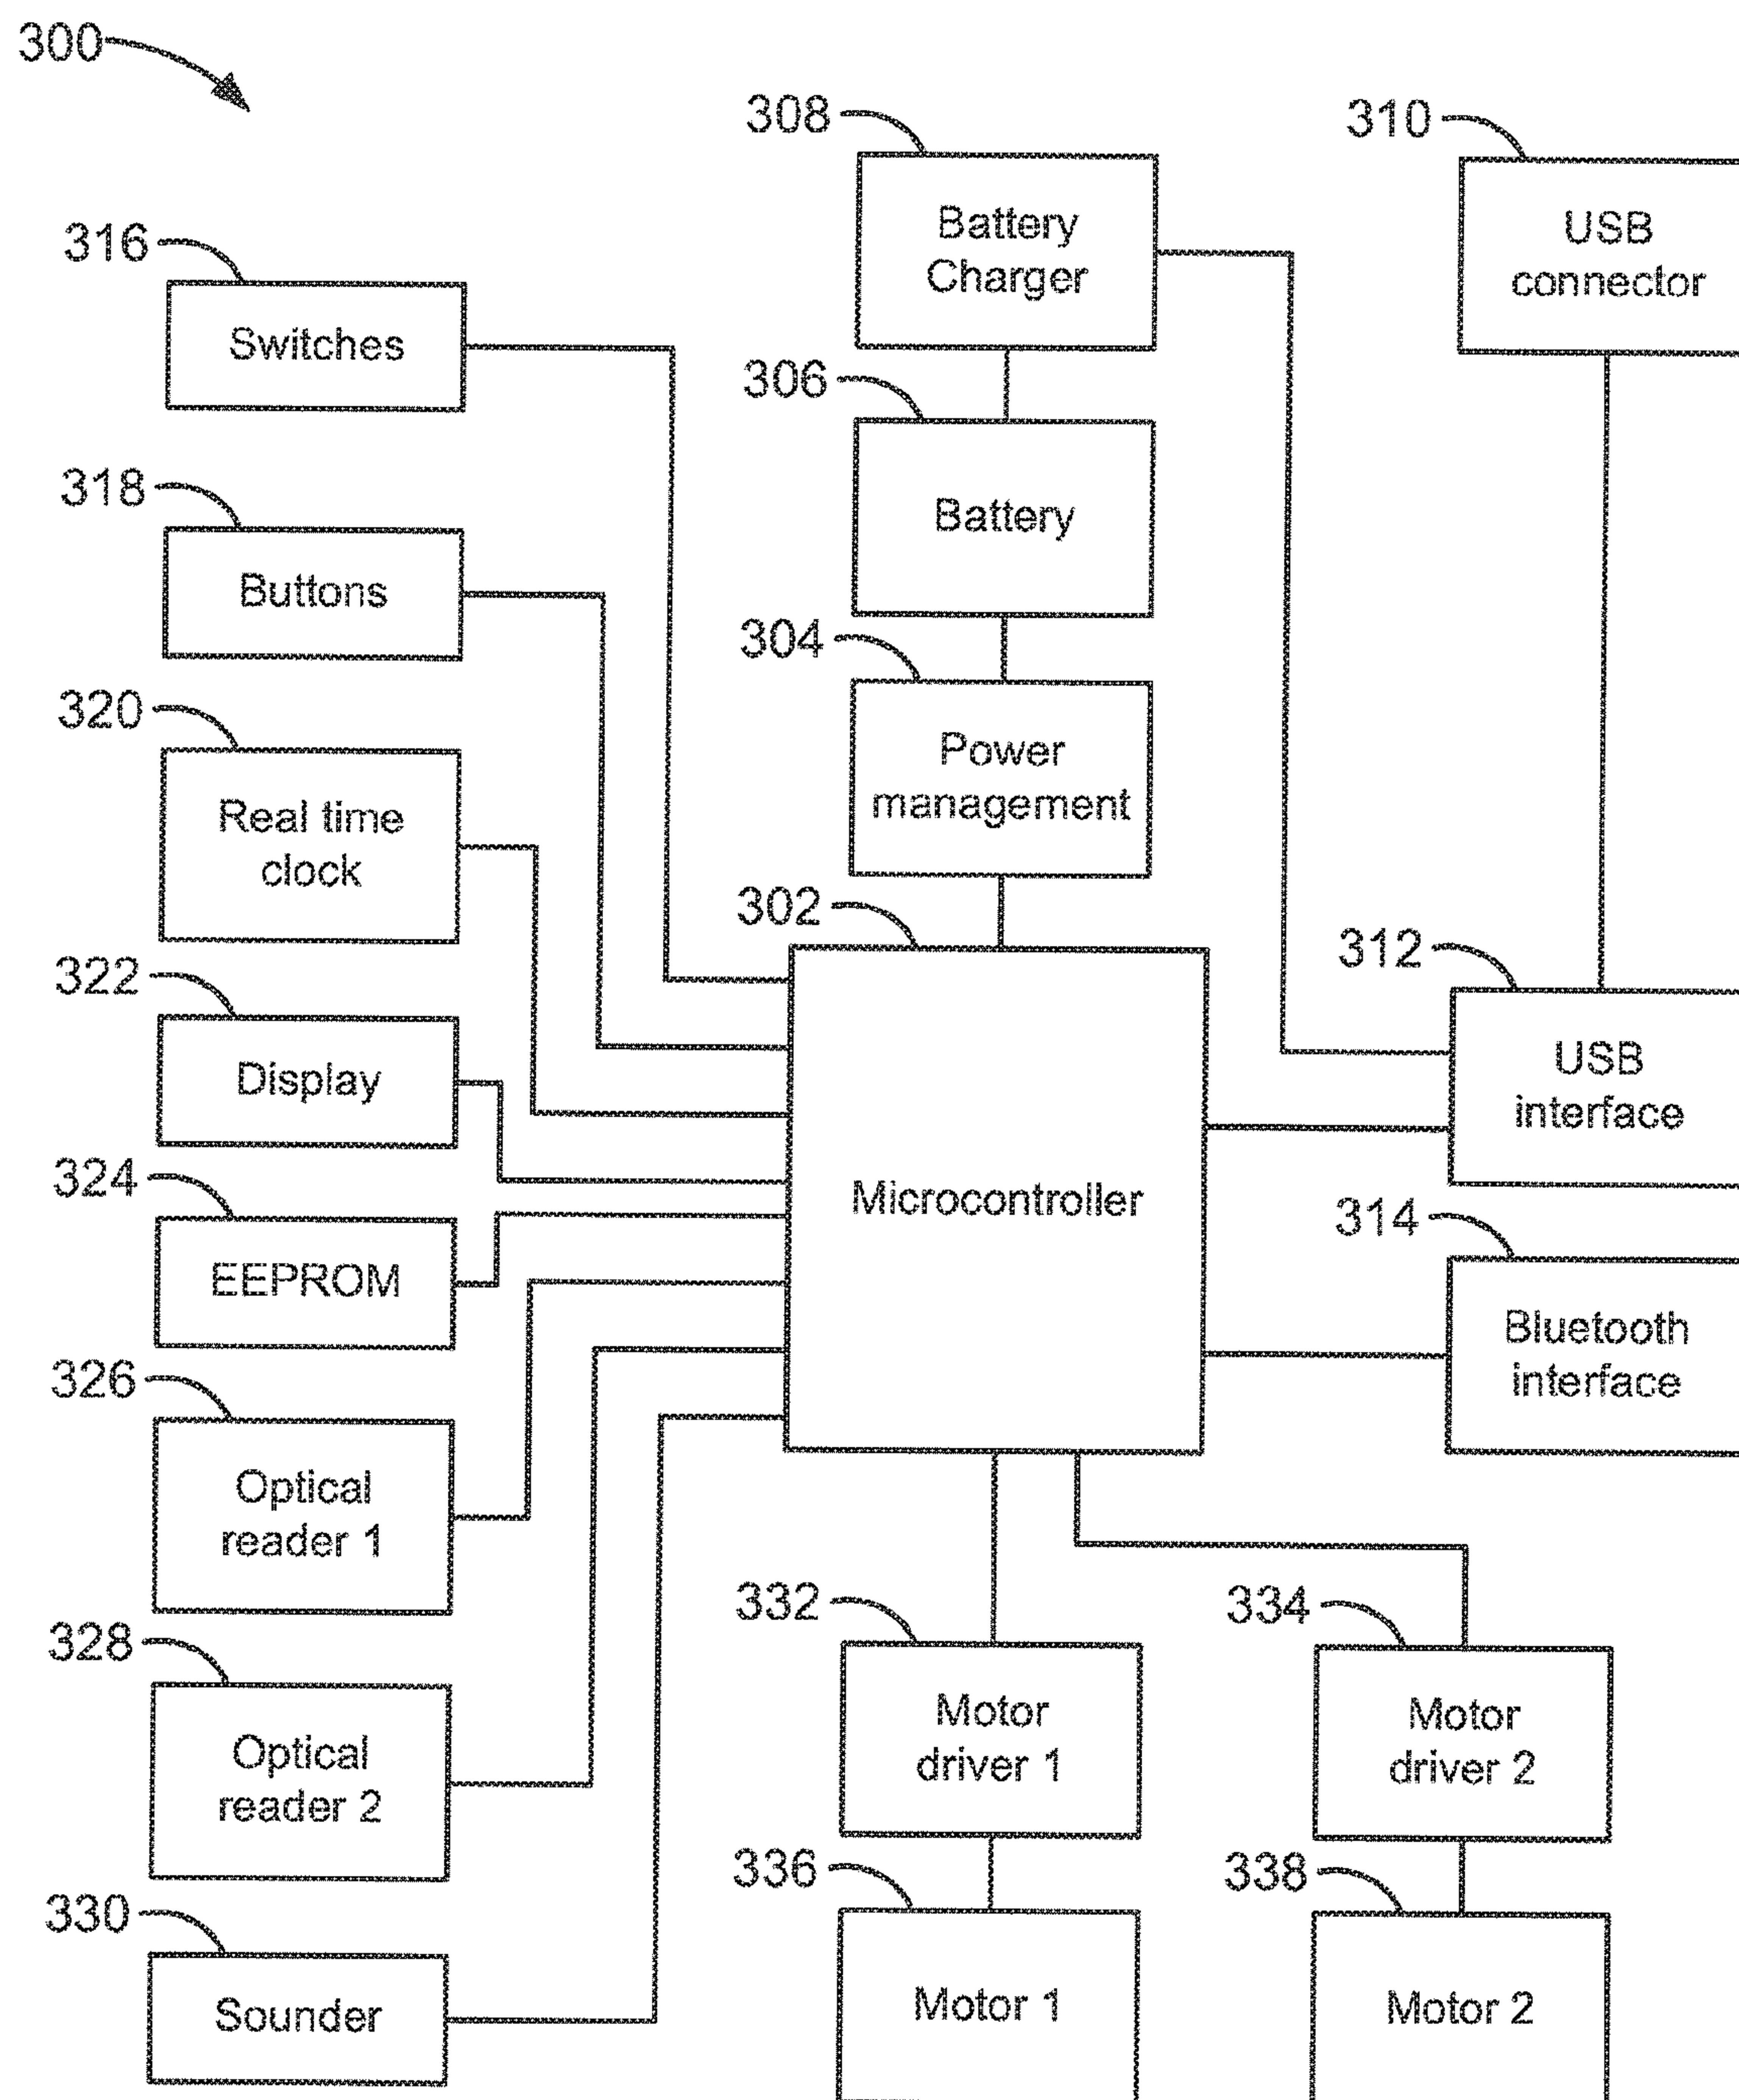 300
308
310
Battery
Charger
USB
connector
316
Switches
306
Battery
318
Buttons
304
Power
management
320
Real time
clock
302
Microcontroller
312
USB
interface
322
Display
324
EEPROM
314
Bluetooth
interface
326
Optical
reader 1
332
Motor
driver 1
334
Motor
driver 2
328
Optical
reader 2
336
Motor 1
338
Motor 2
330
Sounder